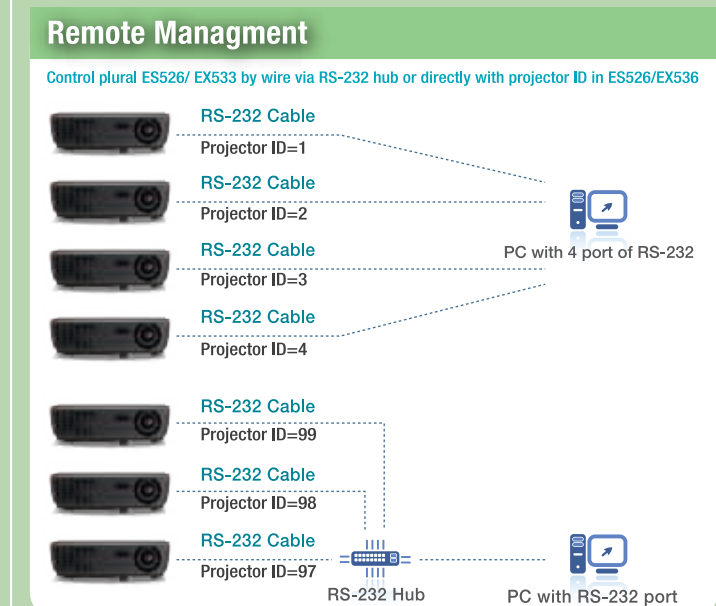 Remote Managment
Control plural ES526/ EX533 by wire via RS-232 hub or directly with projector ID in ES526/EX536
RS-232 Cable
Projector ID=1
RS-232 Cable
Projector ID=2
RS-232 Cable
Projector ID=3
RS-232 Cable
Projector ID=4
PC with 4 port of RS-232
RS-232 Cable
Projector ID=99
RS-232 Cable
Projector ID=98
RS-232 Cable
Projector ID=97
RS-232 Hub
PC with RS-232 port